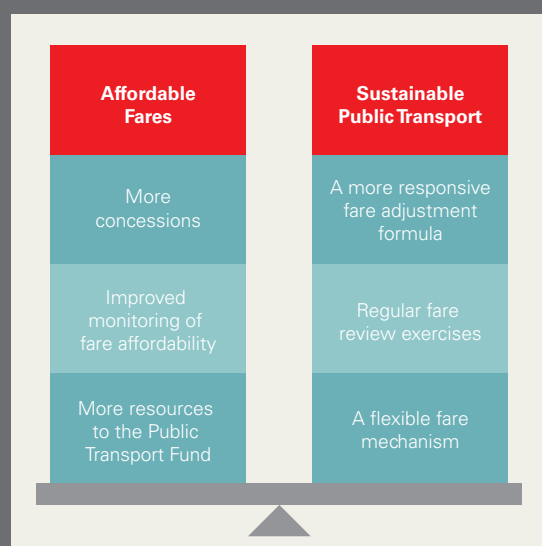 Affordable
Fares
More
concessions
Improved
monitoring of
fare affordability
More resources
to the Public
Transport Fund
Sustainable
Public Transport
A more responsive
fare adjustment
formula
Regular fare
review exercises
A flexible fare
mechanism